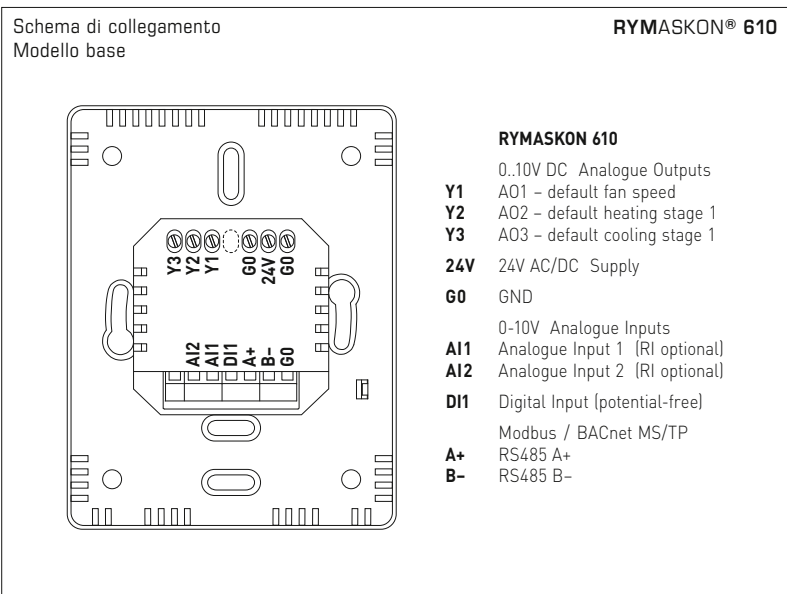 Schema di collegamento
Modello base
RYMASKON® 610
Y3 Y2 Y1 G0 24V G0
AI2 AI1 DI1 A+ B– G0
RYMASKON 610
0..10V DC Analogue Outputs
Y1 AO1 – default fan speed
Y2 AO2 – default heating stage 1
Y3 AO3 – default cooling stage 1
24V 24V AC/DC Supply
G0 GND
0-10V Analogue Inputs
AI1 Analogue Input 1 (RI optional)
AI2 Analogue Input 2 (RI optional)
DI1 Digital Input (potential-free)
Modbus / BACnet MS/TP
A+ RS485 A+
B– RS485 B–